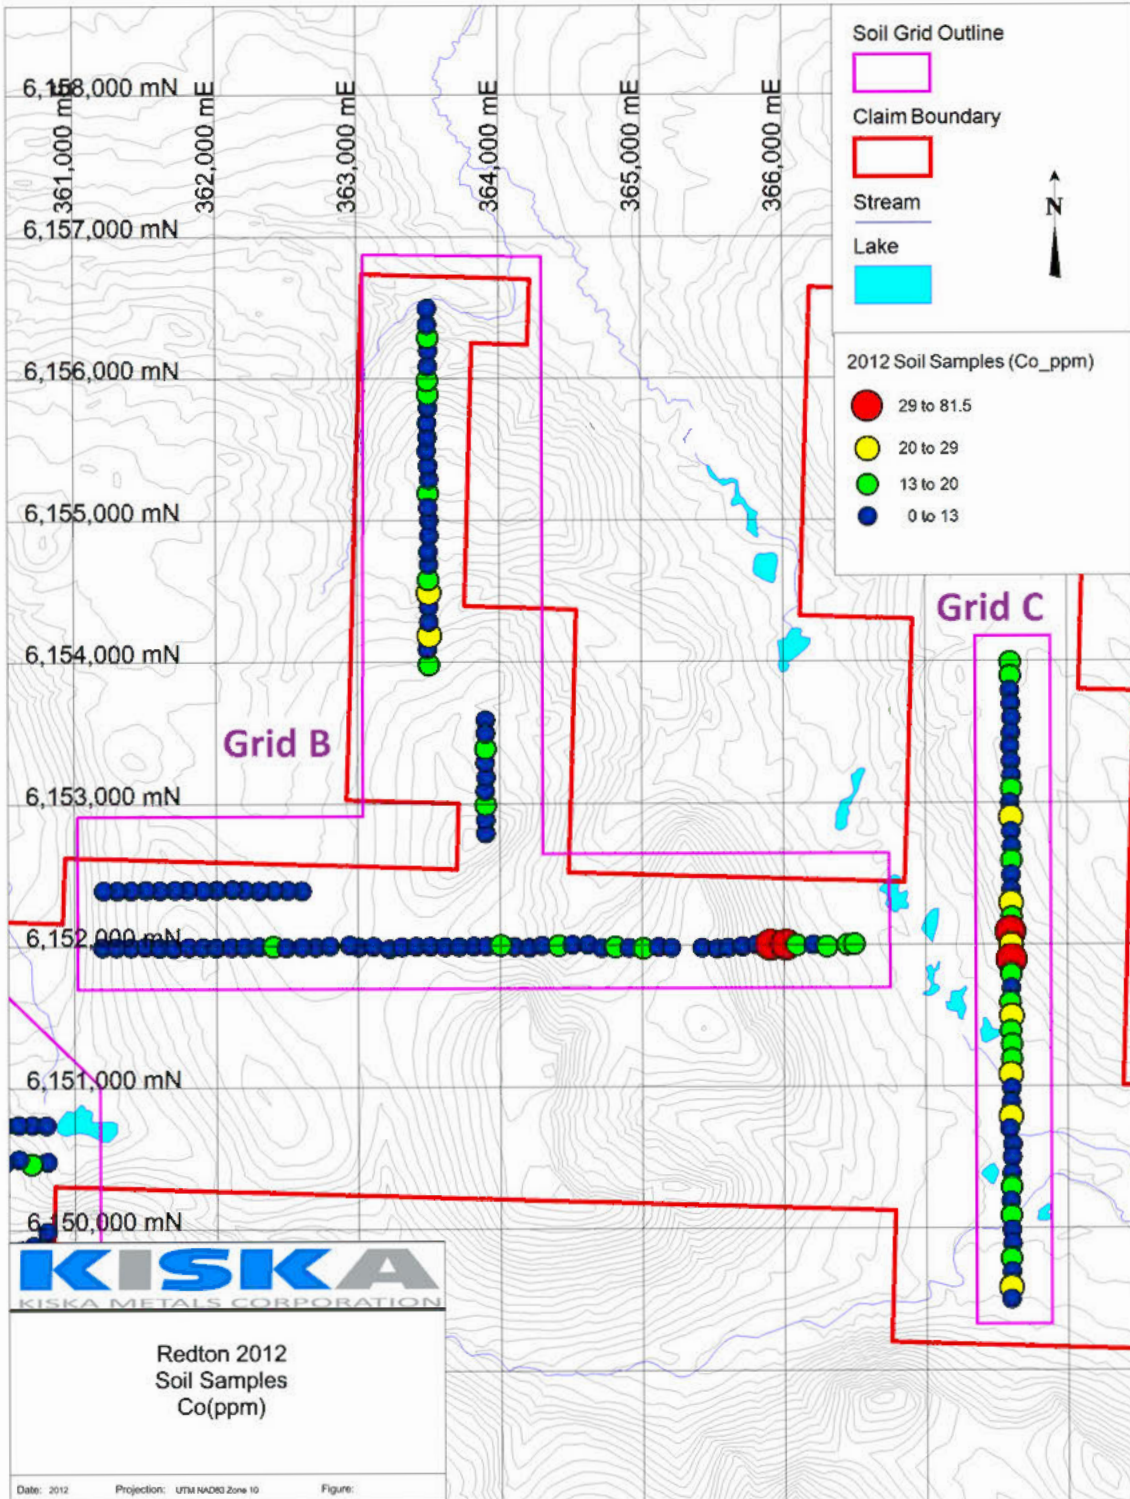 Soil Grid Outline
Claim Boundary
Stream
Lake
N
2012 Soil Samples (Co_ppm)
29 to 81.5
20 to 29
13 to 20
0 to 13
361,000 mE
362,000 mE
363,000 mE
364,000 mE
365,000 mE
366,000 mE
6,158,000 mN
6,157,000 mN
6,156,000 mN
6,155,000 mN
6,154,000 mN
6,153,000 mN
6,152,000 mN
6,151,000 mN
6,150,000 mN
Grid B
Grid C
KISKA
KISKA METALS CORPORATION
Redton 2012
Soil Samples
Co(ppm)
Date: 2012 Projection: UTM NAD83 Zone 10 Figure: